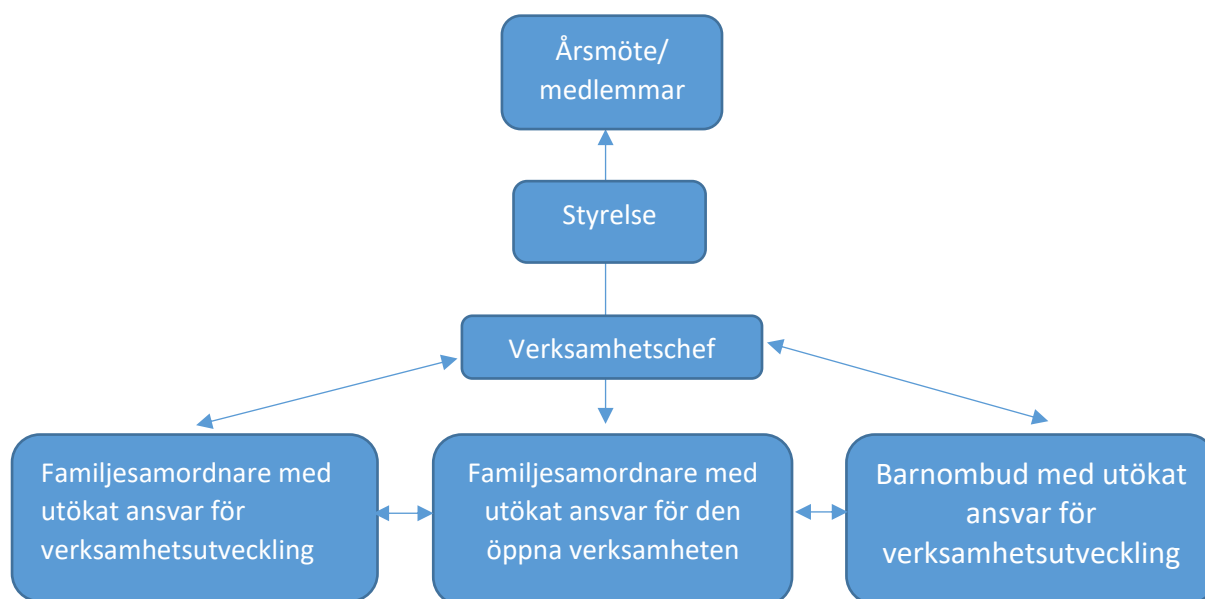 Årsmöte/
medlemmar
Styrelse
Verksamhetschef
Familjesamordnare med
utökat ansvar för
verksamhetsutveckling
Familjesamordnare med
utökat ansvar för den
öppna verksamheten
Barnombud med utökat
ansvar för
verksamhetsutveckling